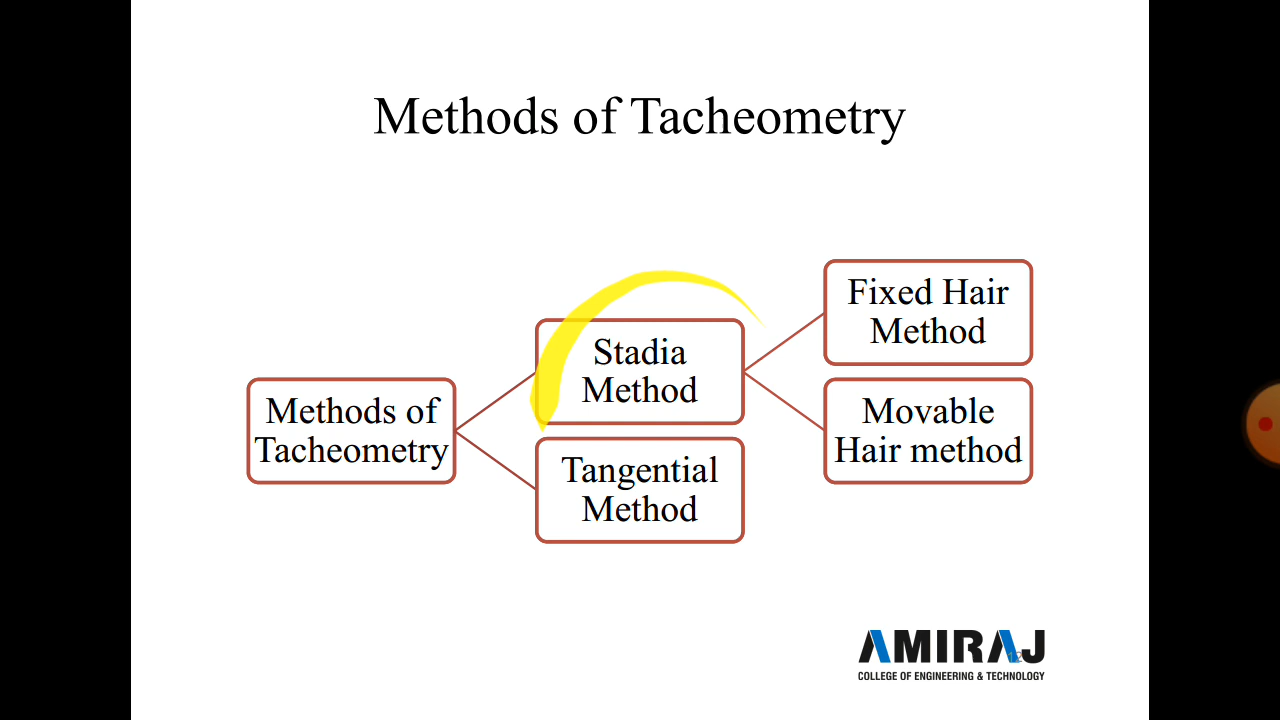 Methods of Tacheometry
Methods of
Tacheometry
Stadia
Method
Tangential
Method
Fixed Hair
Method
Movable
Hair method
AMIRAJ
COLLEGE OF ENGINEERING & TECHNOLOGY